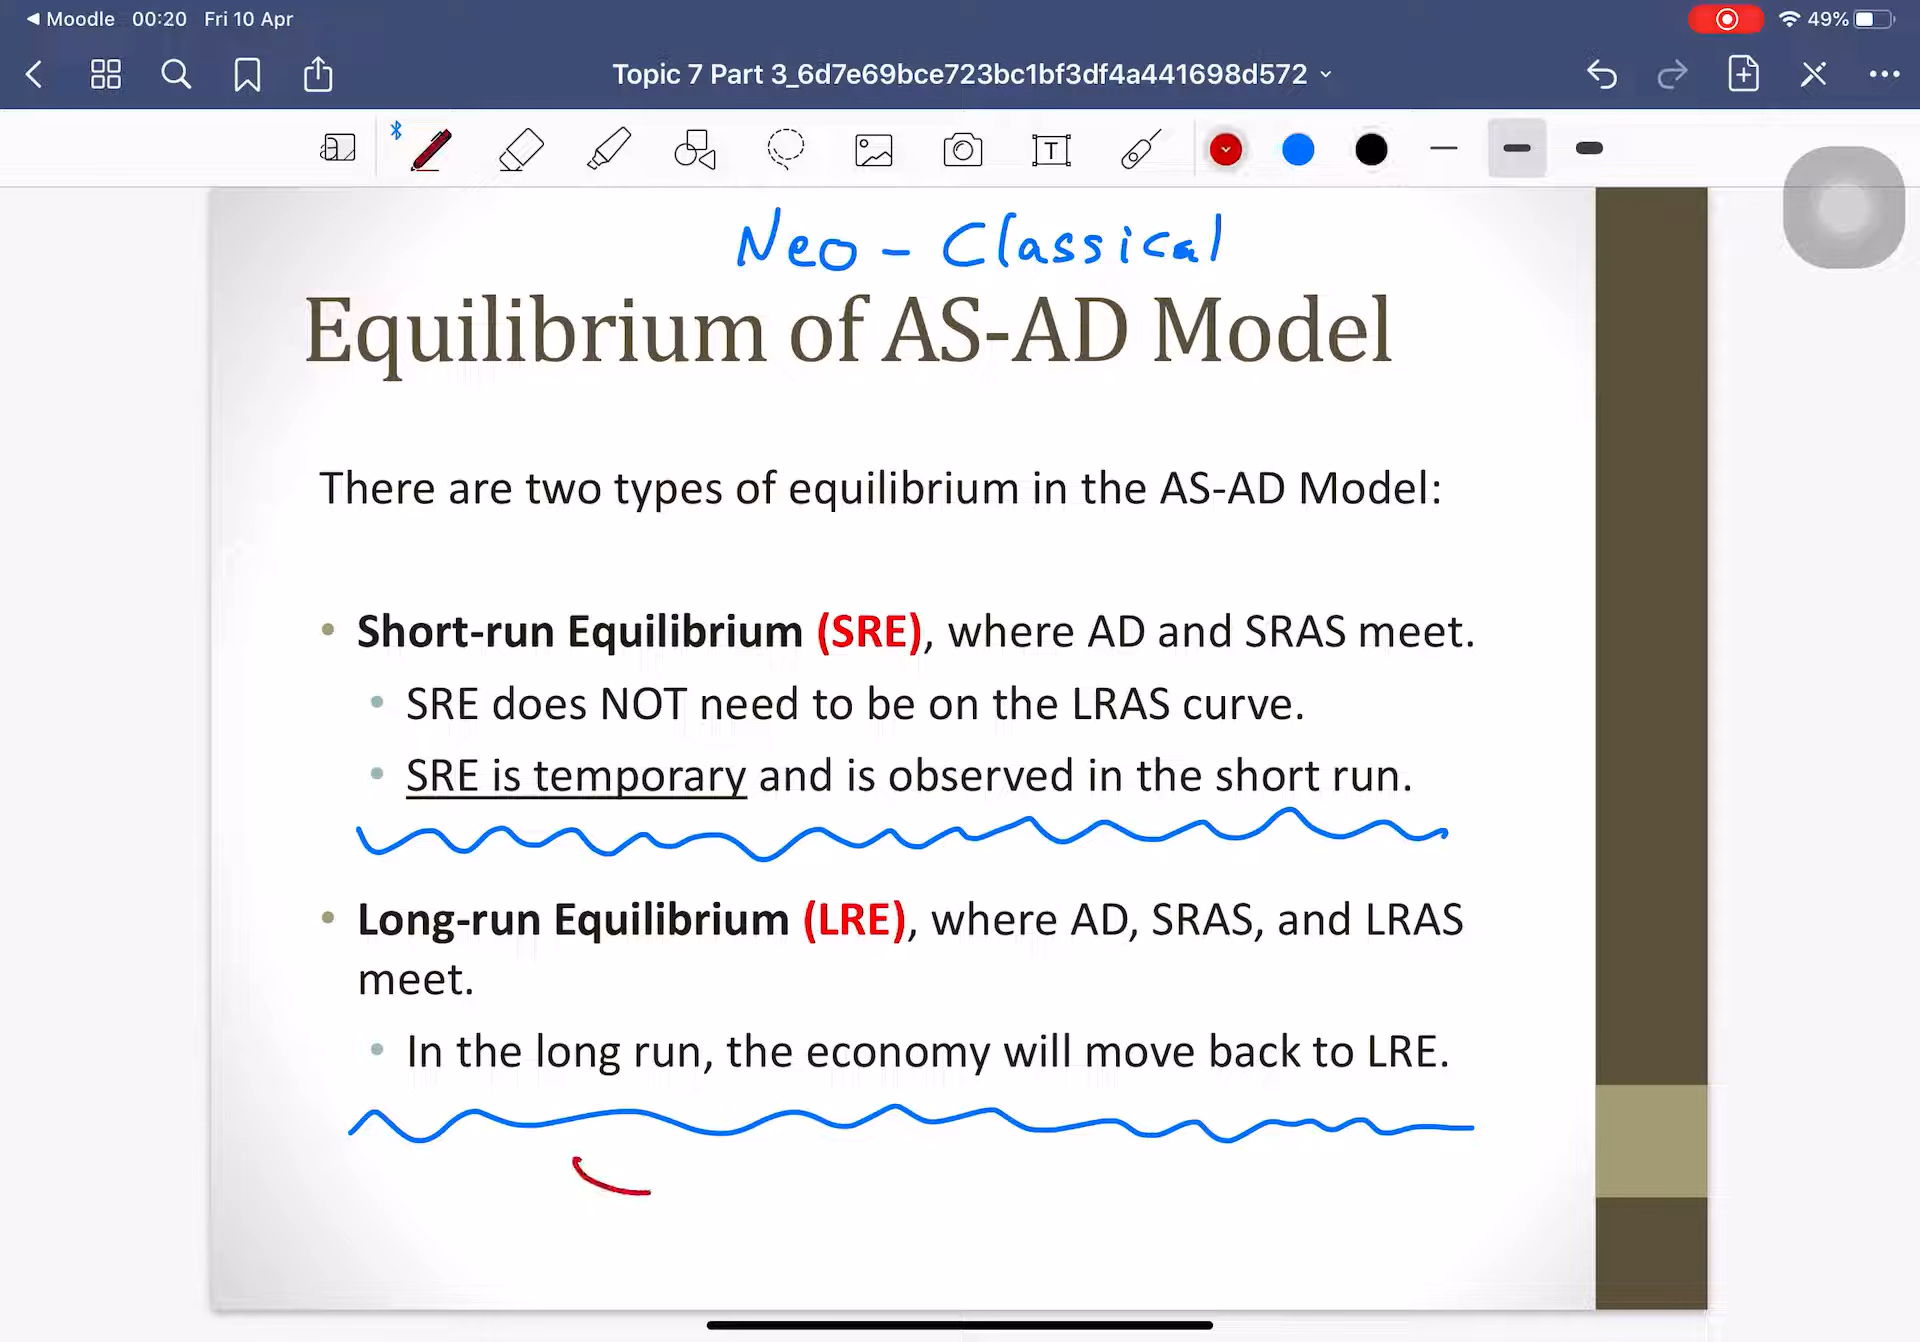 ◀ Moodle 00:20 Fri 10 Apr
49%
Topic 7 Part 3_6d7e69bce723bc1bf3df4a441698d572
Neo - Classical
Equilibrium of AS-AD Model
There are two types of equilibrium in the AS-AD Model:
• Short-run Equilibrium (SRE), where AD and SRAS meet.
• SRE does NOT need to be on the LRAS curve.
• SRE is temporary and is observed in the short run.
• Long-run Equilibrium (LRE), where AD, SRAS, and LRAS
meet.
• In the long run, the economy will move back to LRE.